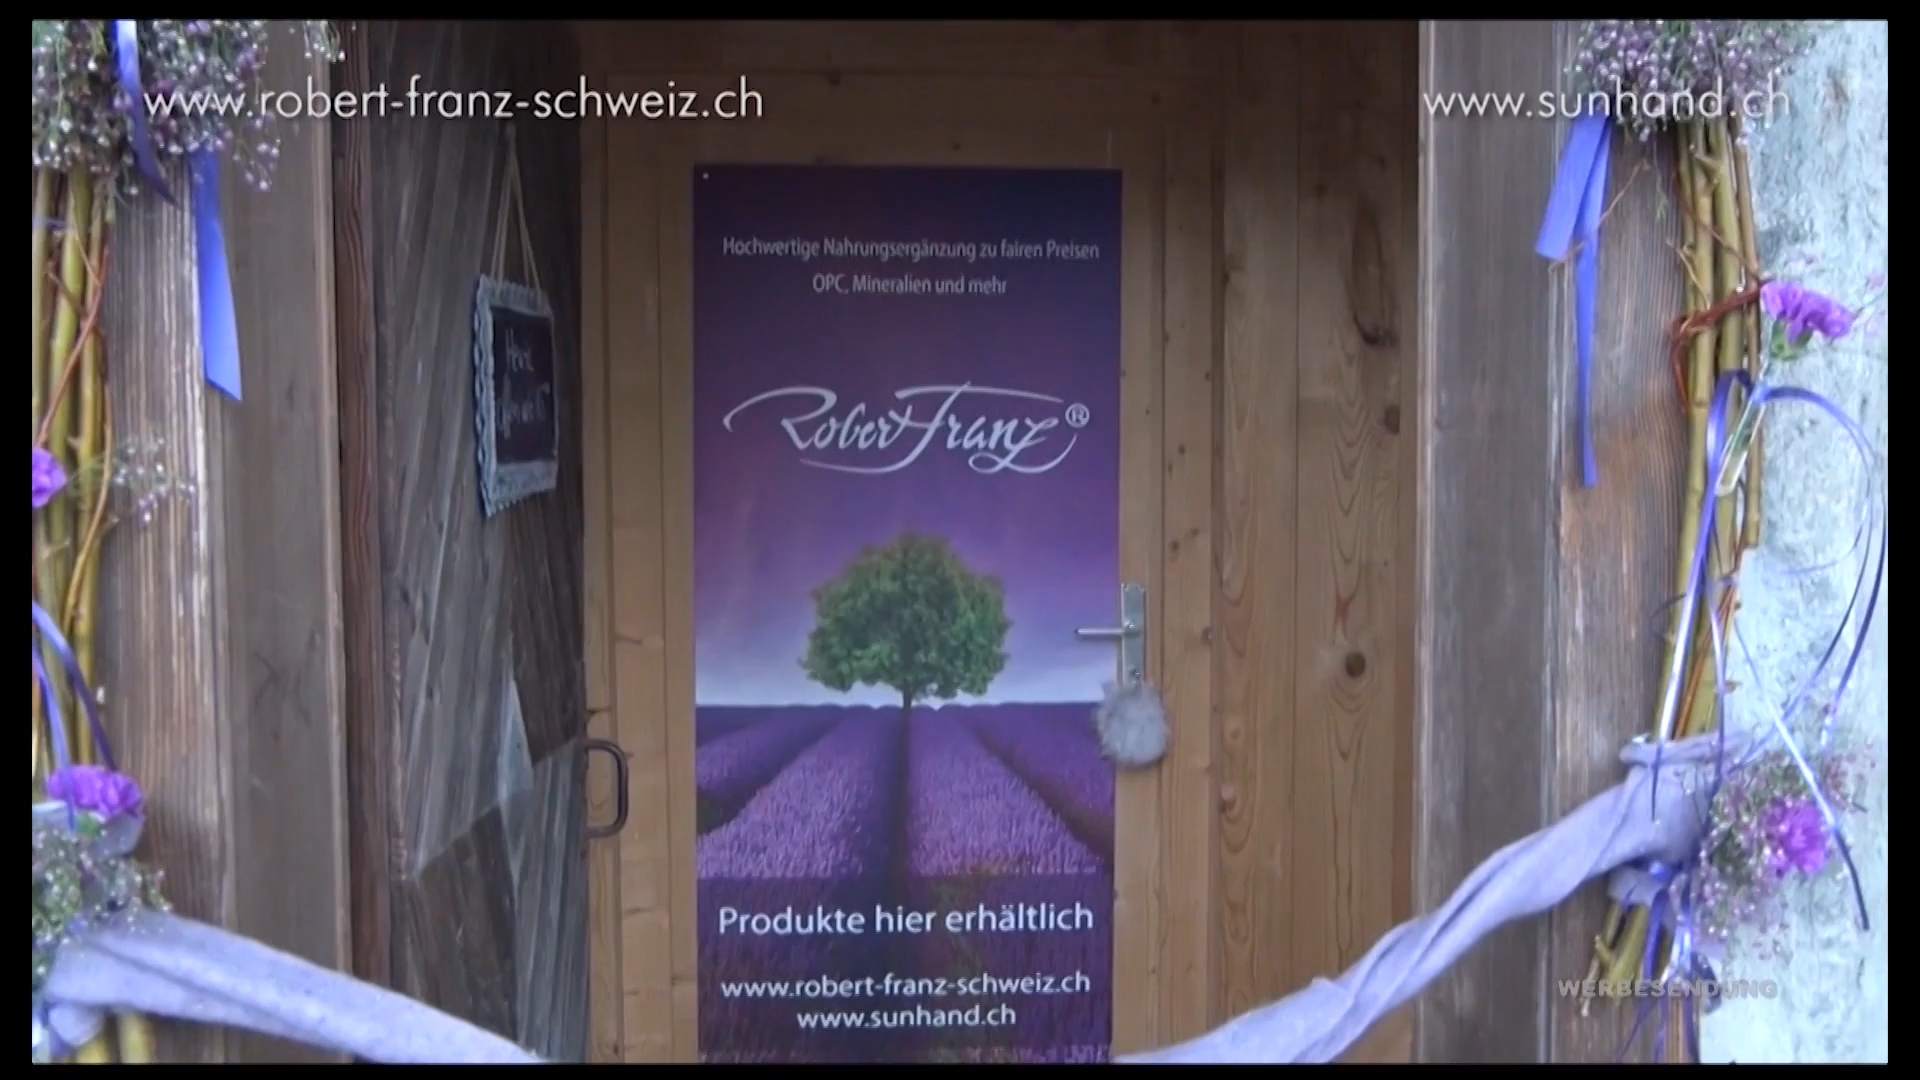 www.robert-franz-schweiz.ch
www.sunhand.ch
Hochwertige Nahrungsergänzung zu fairen Preisen
OPC, Mineralien und mehr
Robert Franz®
Produkte hier erhältlich
www.robert-franz-schweiz.ch
www.sunhand.ch
WERBESENDUNG